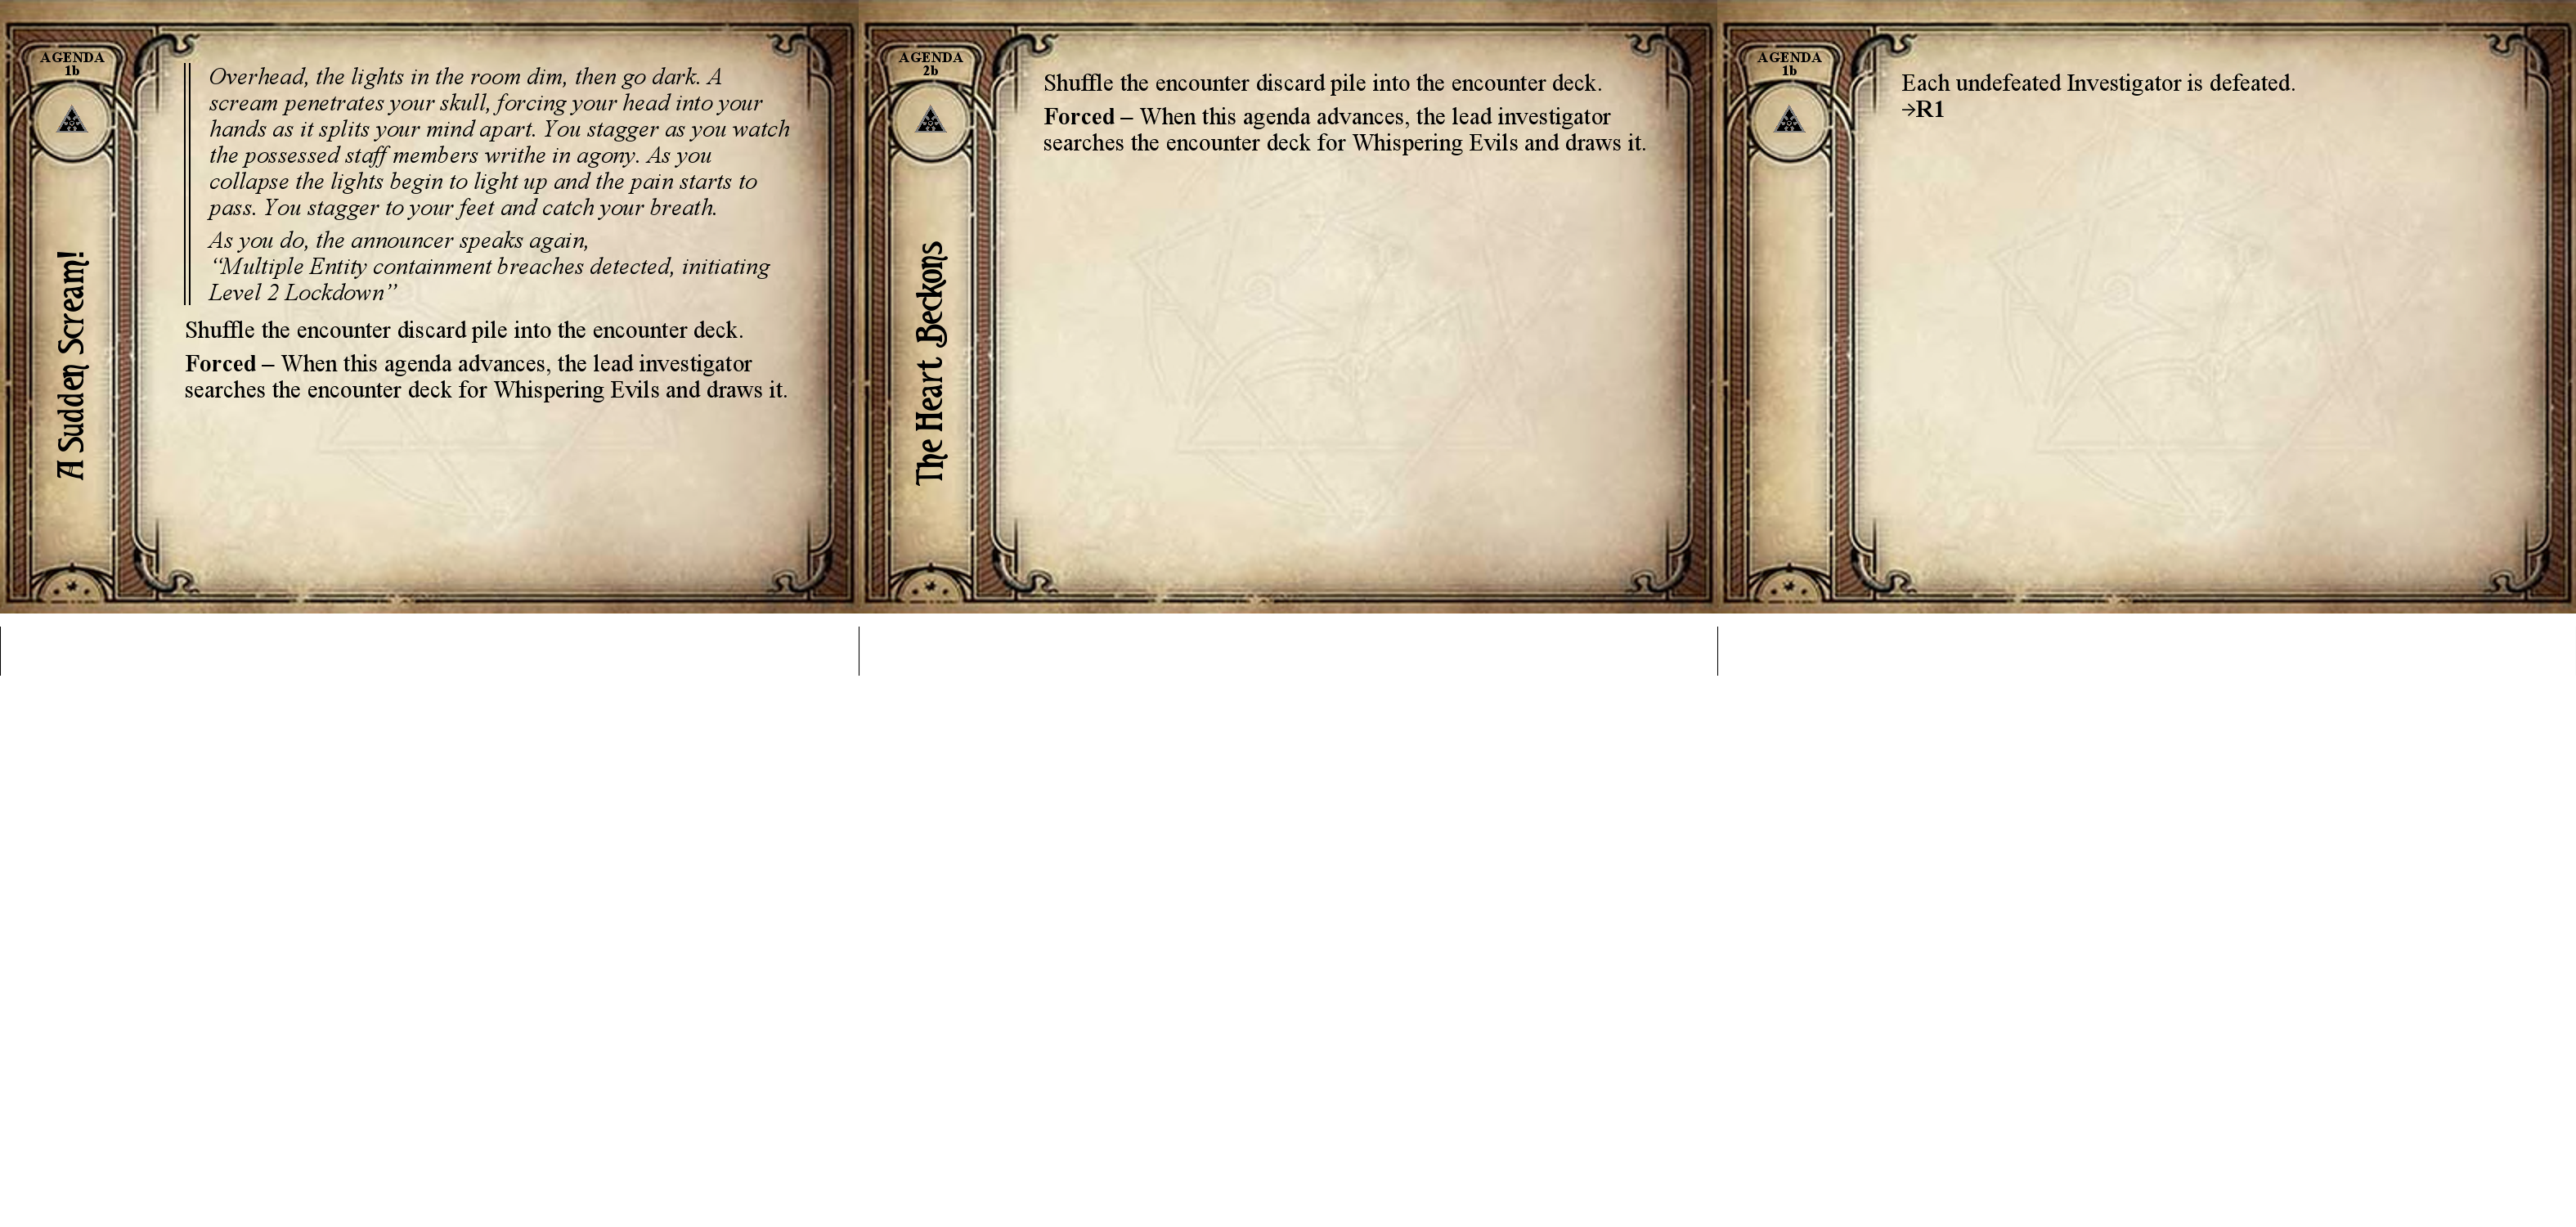 AGENDA
1b
A Sudden Scream!
Overhead, the lights in the room dim, then go dark. A
scream penetrates your skull, forcing your head into your
hands as it splits your mind apart. You stagger as you watch
the possessed staff members writhe in agony. As you
collapse the lights begin to light up and the pain starts to
pass. You stagger to your feet and catch your breath.
As you do, the announcer speaks again,
“Multiple Entity containment breaches detected, initiating
Level 2 Lockdown”
Shuffle the encounter discard pile into the encounter deck.
Forced – When this agenda advances, the lead investigator
searches the encounter deck for Whispering Evils and draws it.
AGENDA
2b
The Heart Beckons
Shuffle the encounter discard pile into the encounter deck.
Forced – When this agenda advances, the lead investigator
searches the encounter deck for Whispering Evils and draws it.
AGENDA
1b
Each undefeated Investigator is defeated.
→R1